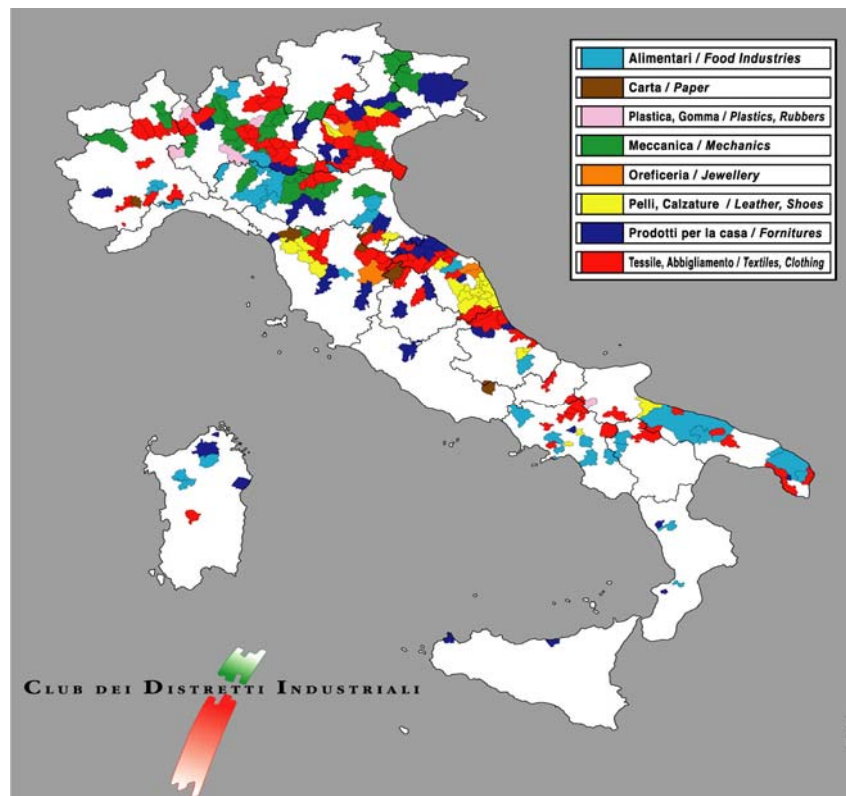 Alimentari / Food Industries
Carta / Paper
Plastica, Gomma / Plastics, Rubbers
Meccanica / Mechanics
Oreficeria / Jewellery
Pelli, Calzature / Leather, Shoes
Prodotti per la casa / Fornitures
Tessile, Abbigliamento / Textiles, Clothing
CLUB DEI DISTRETTI INDUSTRIALI